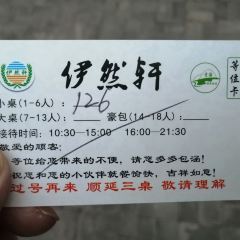 伊然轩
伊然轩
等位卡
小桌(1-6人): 126
大桌(7-13人): 豪包(14-18人):
接待时间: 10:30—15:00 16:00—21:30
敬爱的顾客:
等位给您带来的不便,请您多多包涵!
祝您和您的小伙伴就餐愉快,吉祥如意!
过号再来 顺延三桌 敬请理解